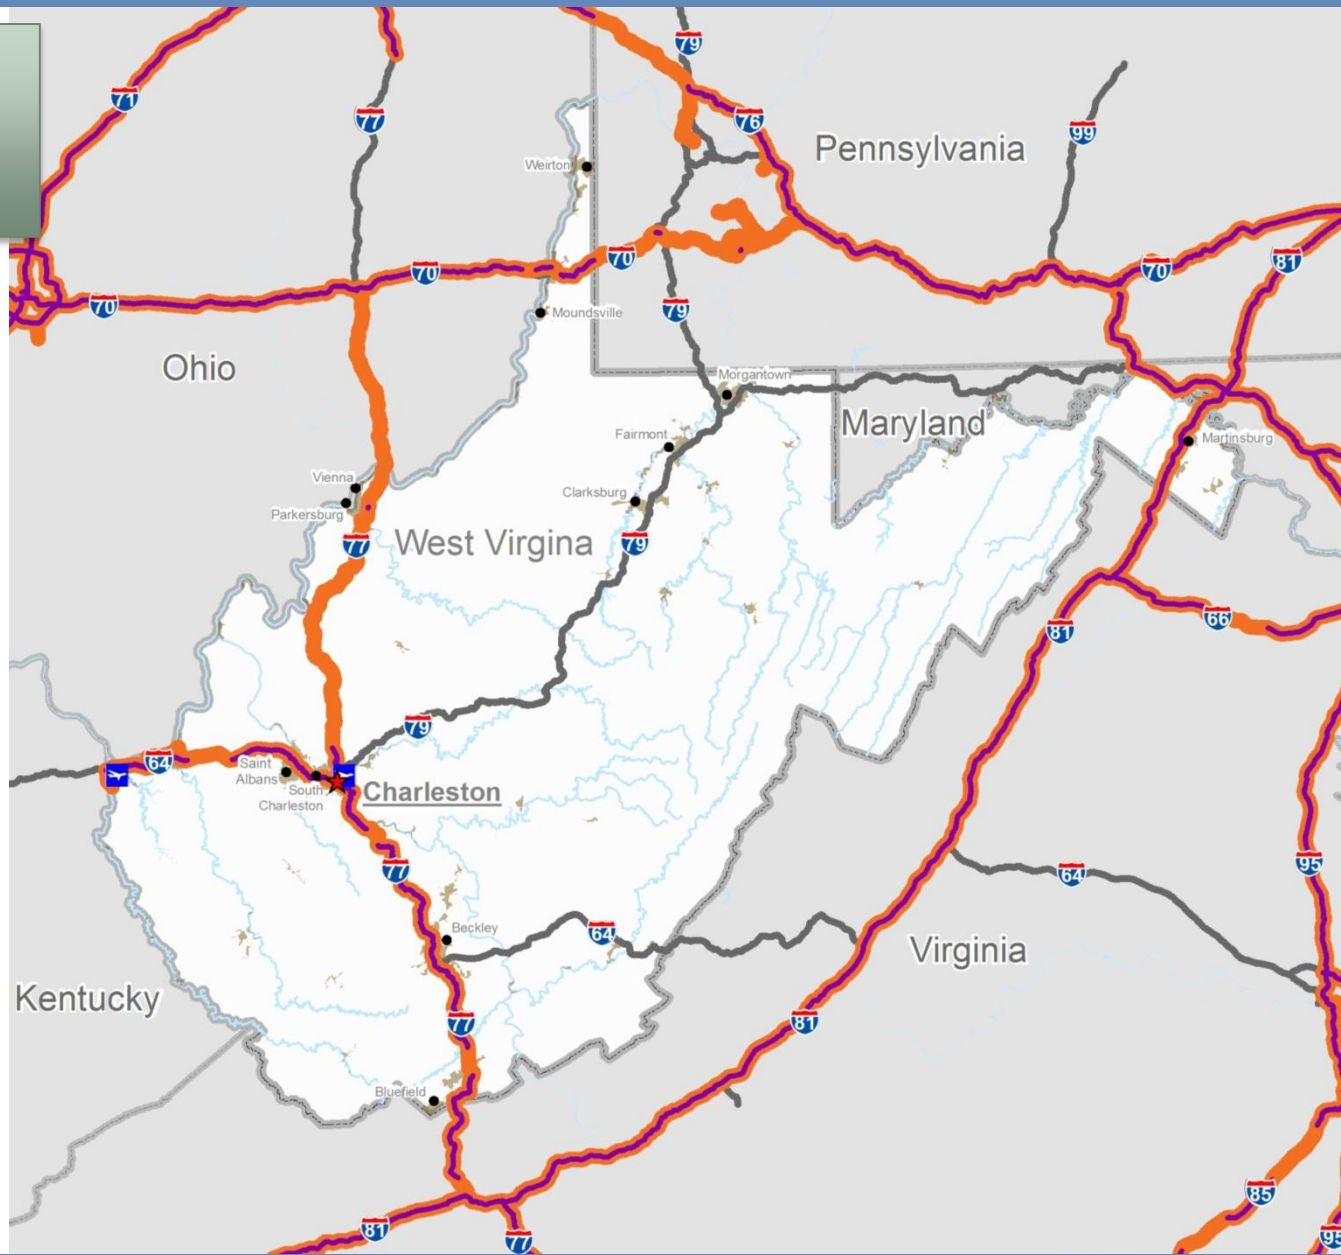 79
71
77
76
99
Pennsylvania
Weirton
70
70
70
81
70
79
Moundsville
Ohio
Morgantown
Maryland
Fairmont
Martinsburg
Vienna
Clarksburg
Parkersburg
77
West Virgina
79
66
81
79
64
Saint
Albans
South
Charleston
Charleston
77
95
64
Beckley
64
Virginia
Kentucky
77
81
Bluefield
85
81
77
95